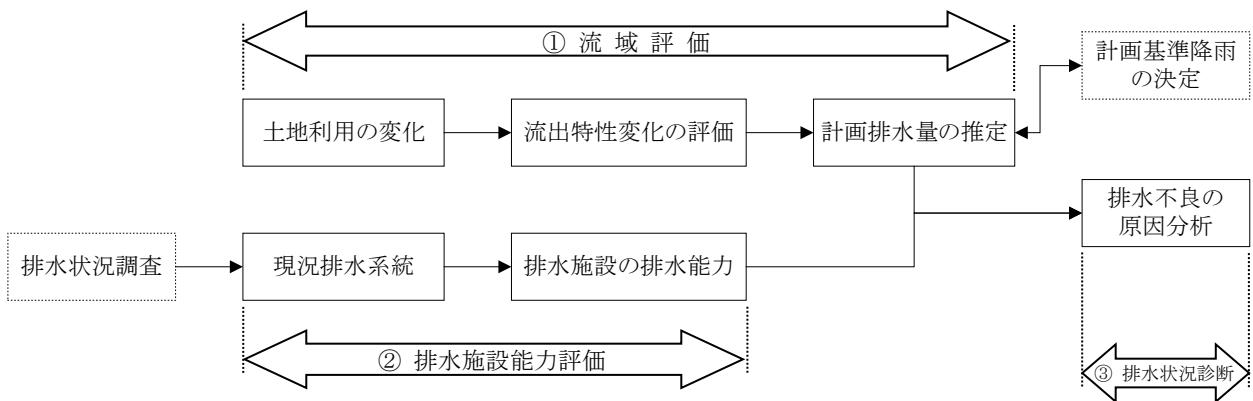 ① 流 域 評 価
計画基準降雨
の決定
土地利用の変化
流出特性変化の評価
計画排水量の推定
排水不良の
原因分析
排水状況調査
現況排水系統
排水施設の排水能力
② 排水施設能力評価
③ 排水状況診断